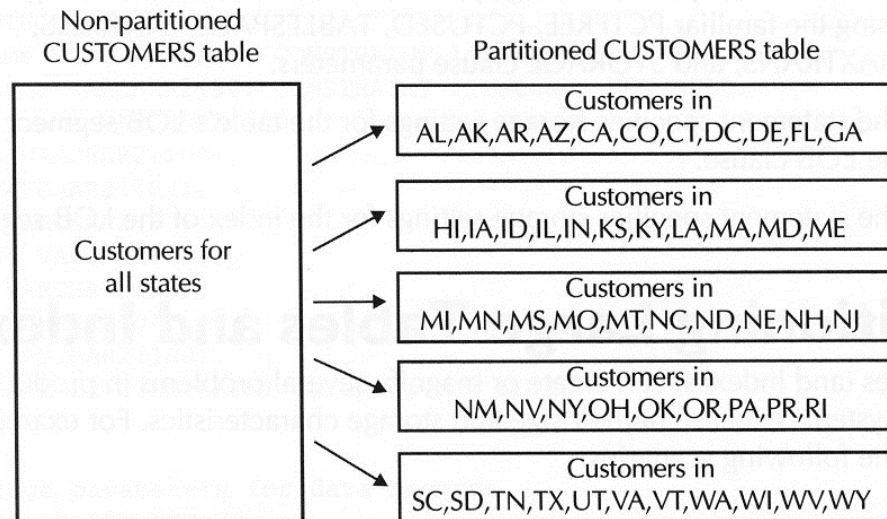 Non-partitioned
CUSTOMERS table
Partitioned CUSTOMERS table
Customers for
all states
Customers in
AL,AK,AR,AZ,CA,CO,CT,DC,DE,FL,GA
Customers in
HI,IA,ID,IL,IN,KS,KY,LA,MA,MD,ME
Customers in
MI,MN,MS,MO,MT,NC,ND,NE,NH,NJ
Customers in
NM,NV,NY,OH,OK,OR,PA,PR,RI
Customers in
SC,SD,TN,TX,UT,VA,VT,WA,WI,WV,WY